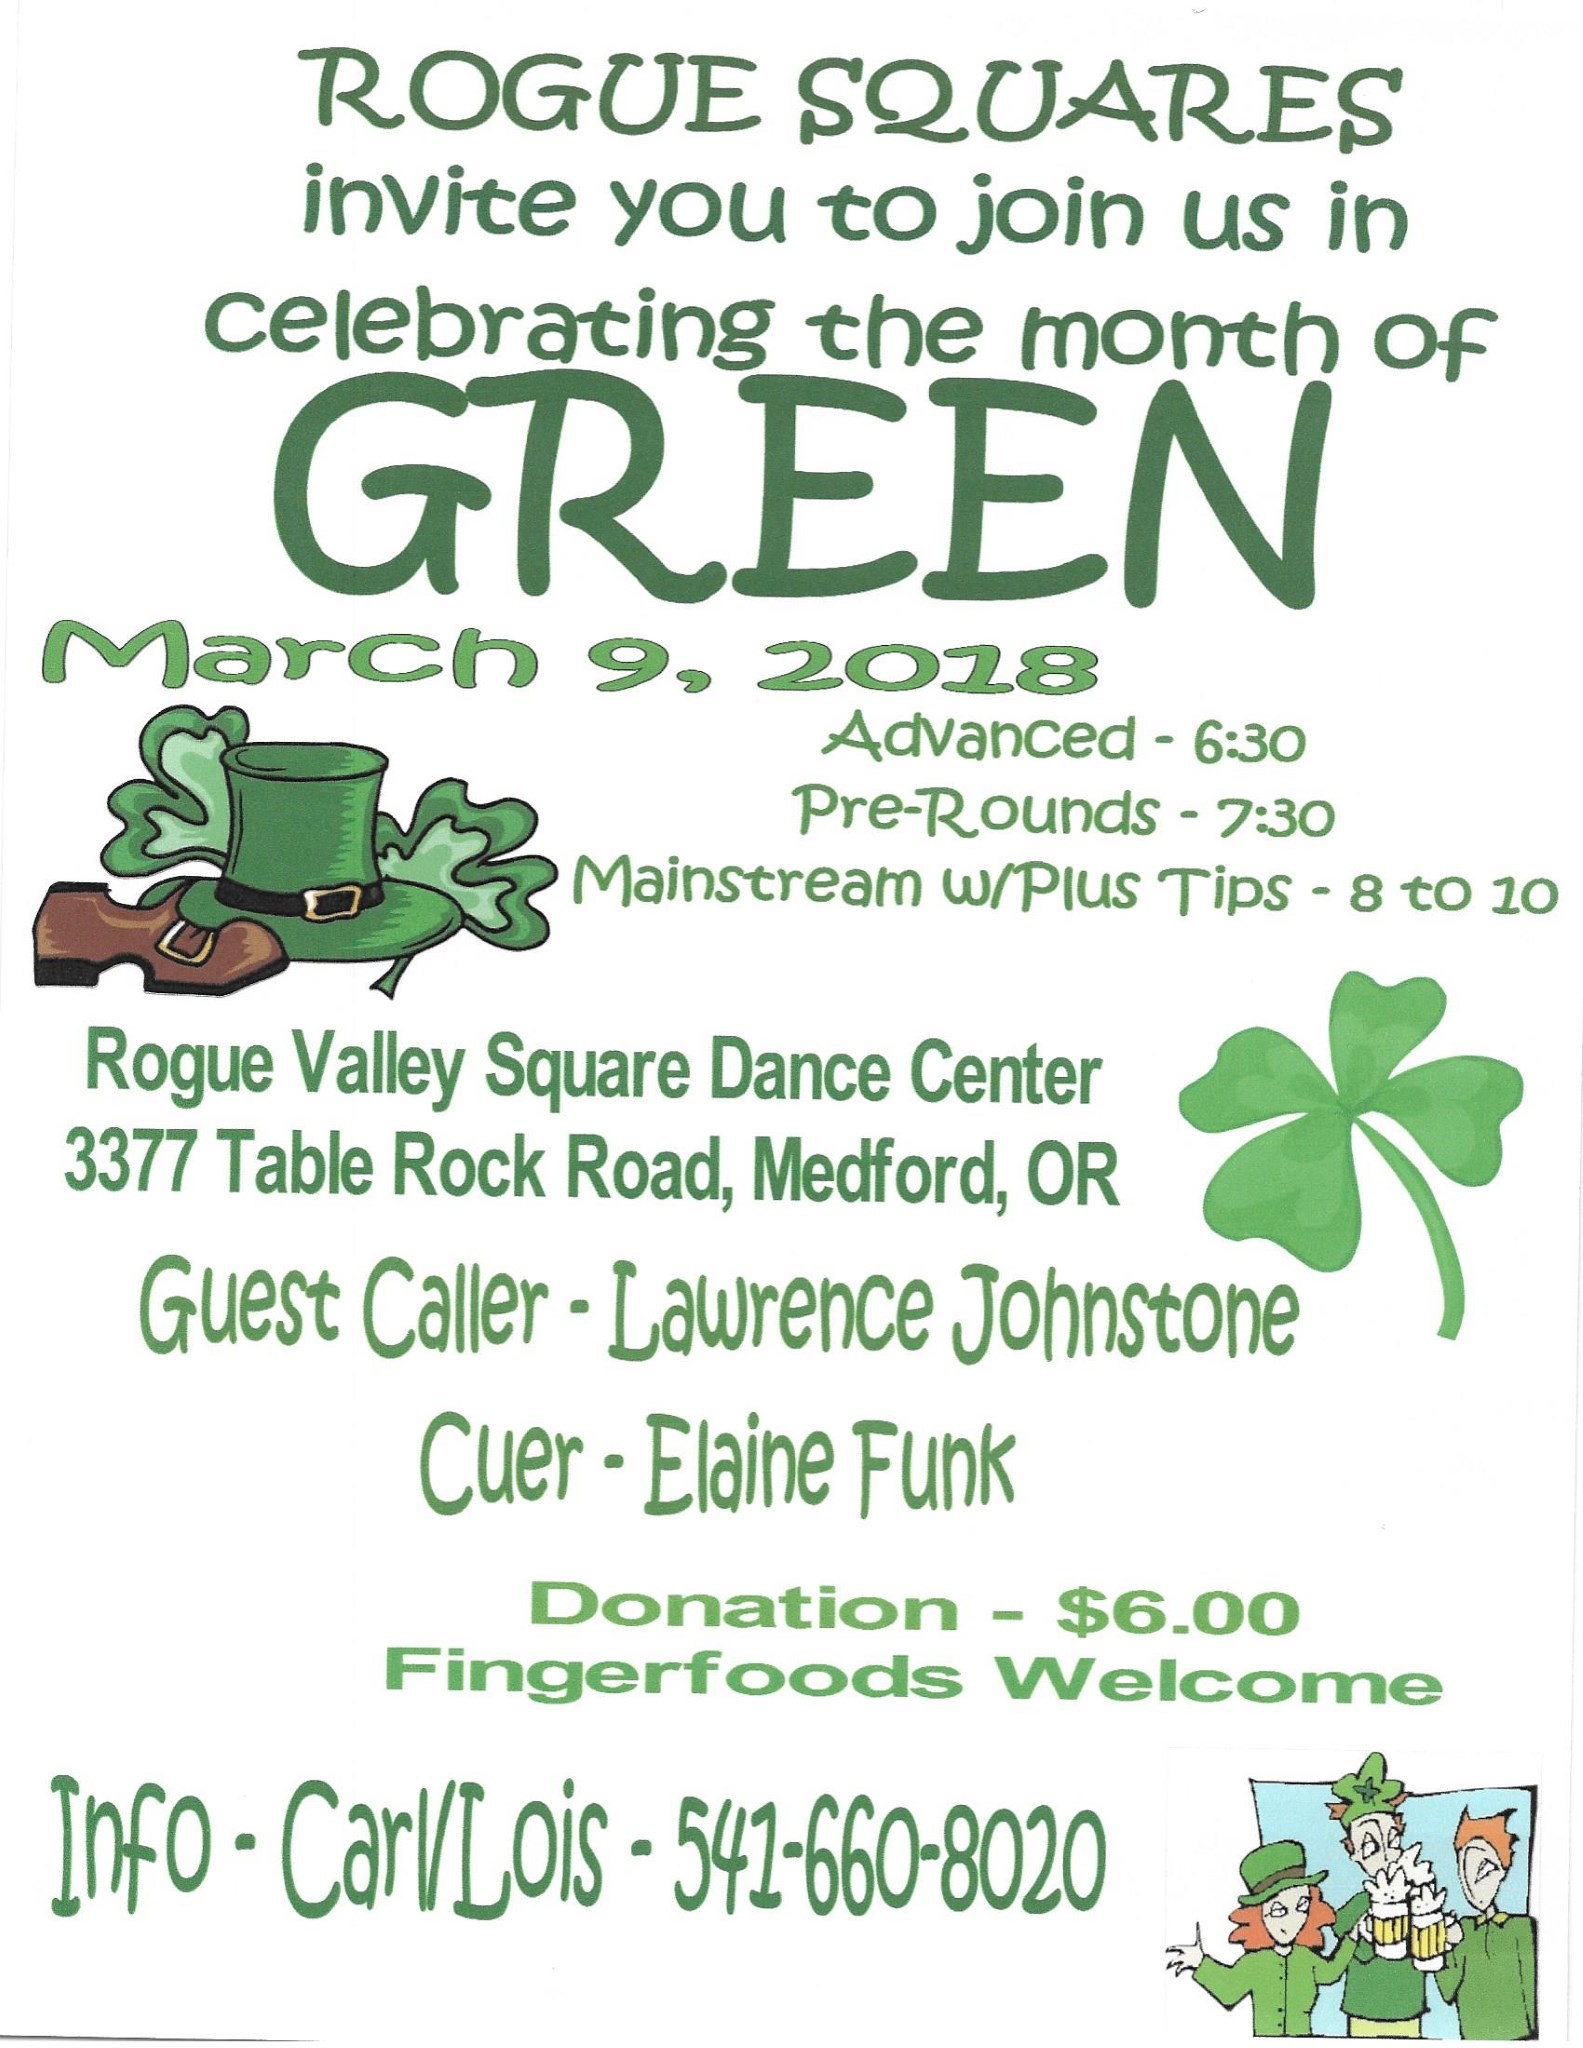 ROGUE SQUARES
invite you to join us in
celebrating the month of
GREEN
March 9, 2018
Advanced - 6:30
Pre-Rounds - 7:30
Mainstream w/Plus Tips - 8 to 10
Rogue Valley Square Dance Center
3377 Table Rock Road, Medford, OR
Guest Caller - Lawrence Johnstone
Cuer - Elaine Funk
Donation - $6.00
Fingerfoods Welcome
Info - Carl/Lois - 541-660-8020